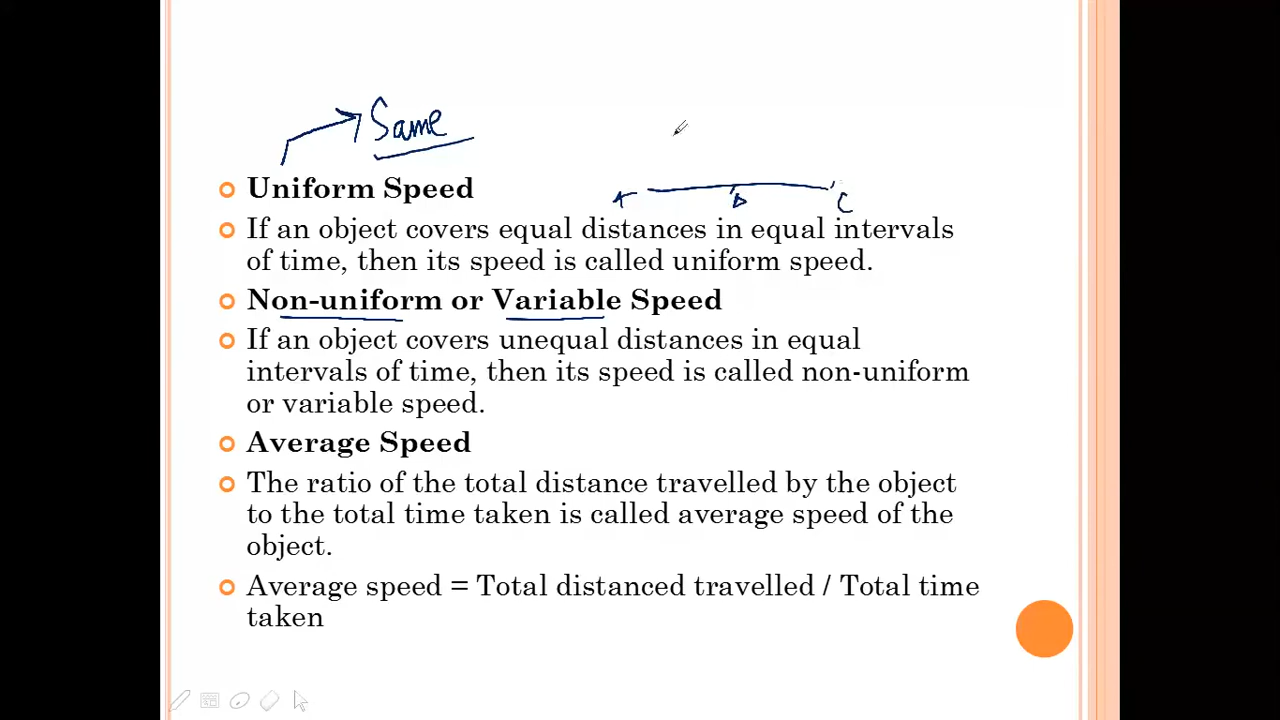 Same
Uniform Speed
A B C
If an object covers equal distances in equal intervals
of time, then its speed is called uniform speed.
Non-uniform or Variable Speed
If an object covers unequal distances in equal
intervals of time, then its speed is called non-uniform
or variable speed.
Average Speed
The ratio of the total distance travelled by the object
to the total time taken is called average speed of the
object.
Average speed = Total distanced travelled / Total time
taken